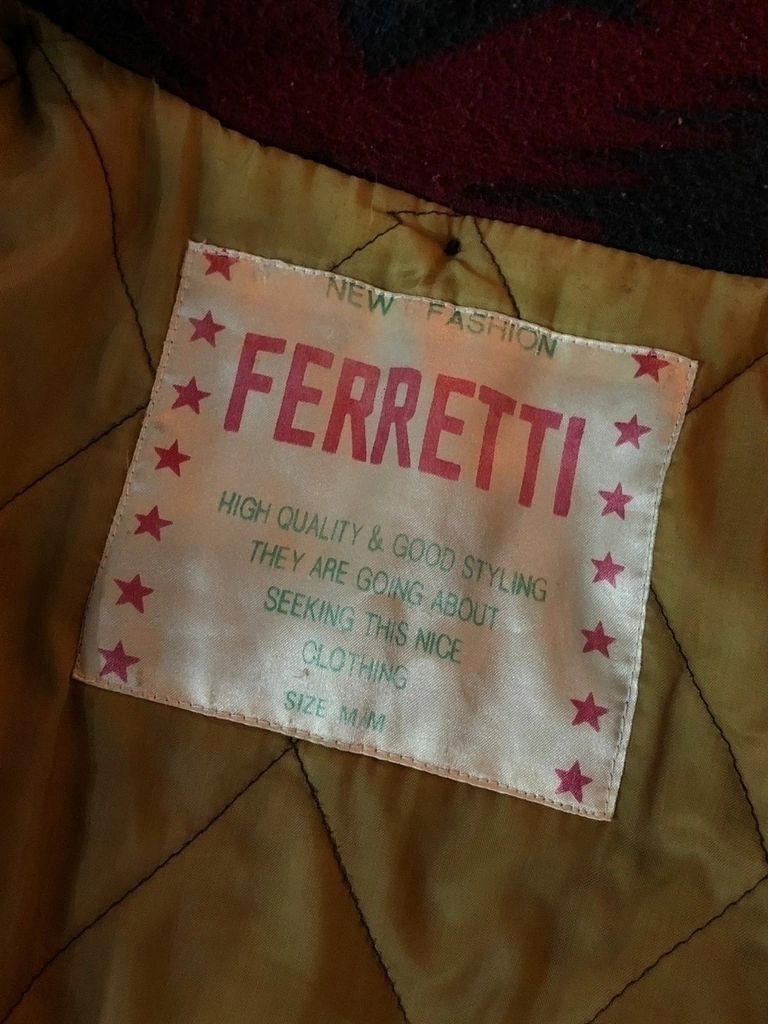 NEW FASHION
FERRETTI
HIGH QUALITY & GOOD STYLING
THEY ARE GOING ABOUT
SEEKING THIS NICE
CLOTHING
SIZE M/M